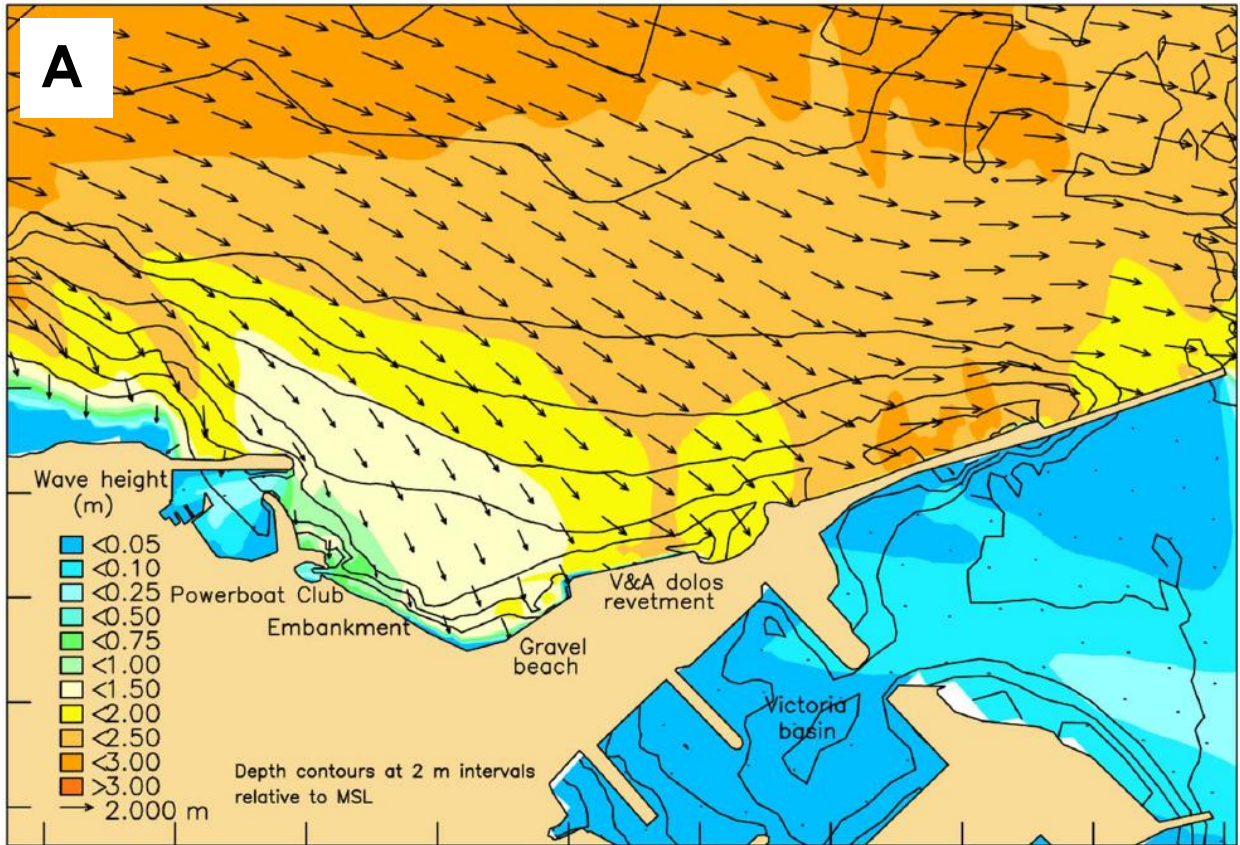 A
Wave height
(m)
<0.05
<0.10
<0.25
<0.50
<0.75
<1.00
<1.50
<2.00
<2.50
<3.00
>3.00
2.000 m
Powerboat Club
Embankment
Gravel
beach
V&A dolos
revetment
Victoria
basin
Depth contours at 2 m intervals
relative to MSL